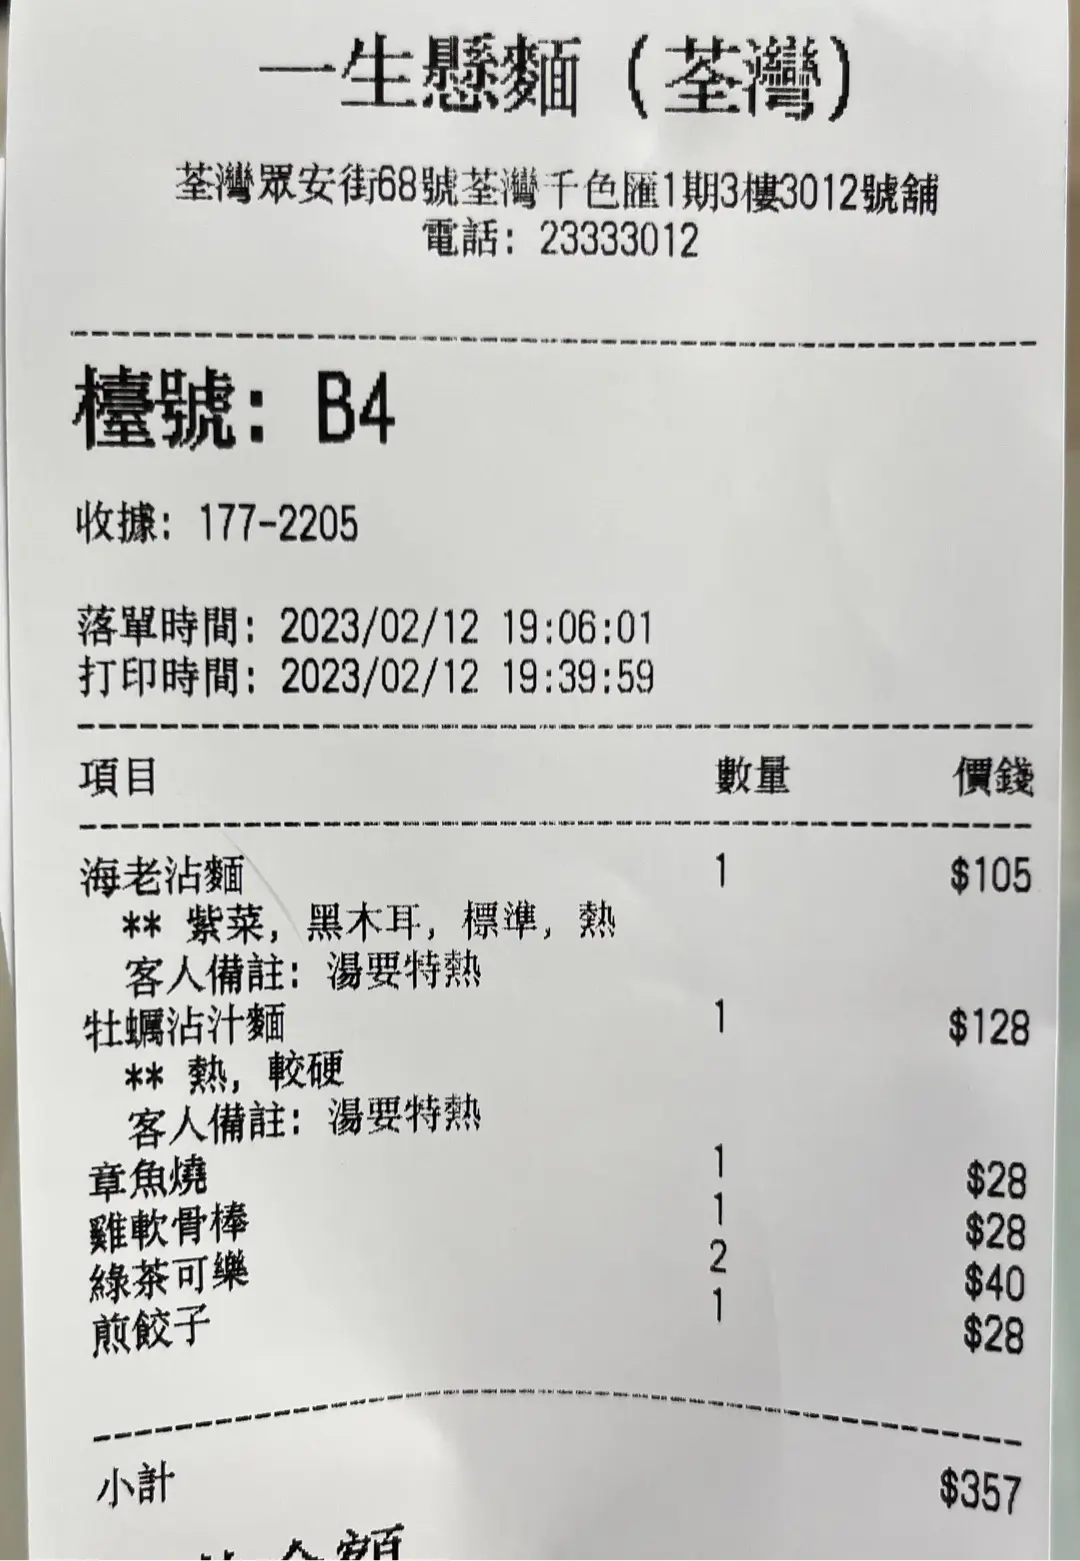 一生懸麵（荃灣）
荃灣眾安街68號荃灣千色匯1期3樓3012號舖
電話: 23333012
檯號: B4
收據: 177-2205
落單時間: 2023/02/12 19:06:01
打印時間: 2023/02/12 19:39:59
項目 數量 價錢
海老沾麵 1 $105
** 紫菜, 黑木耳, 標準, 熱
客人備註: 湯要特熱
牡蠣沾汁麵 1 $128
** 熱, 較硬
客人備註: 湯要特熱
章魚燒 1 $28
雞軟骨棒 1 $28
綠茶可樂 2 $40
煎餃子 1 $28
小計 $357